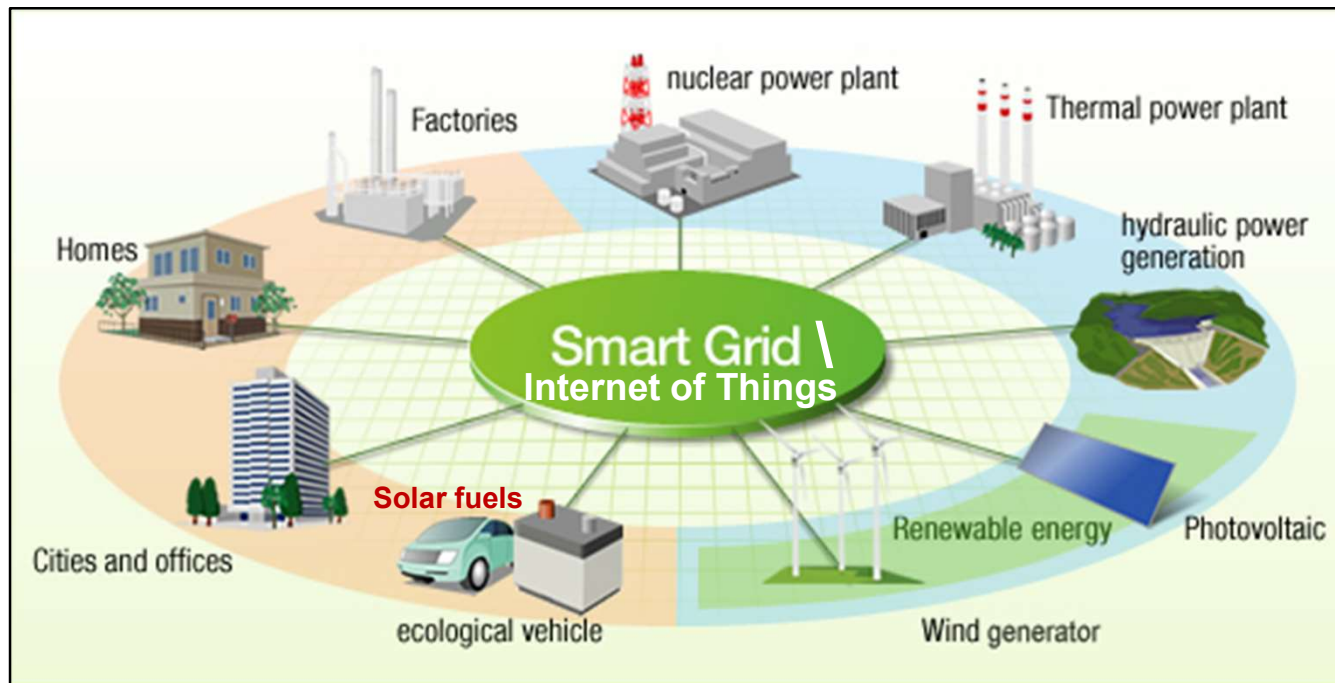 nuclear power plant
Factories
Thermal power plant
hydraulic power
generation
Homes
Smart Grid \
Internet of Things
Solar fuels
Renewable energy
Photovoltaic
Cities and offices
ecological vehicle
Wind generator